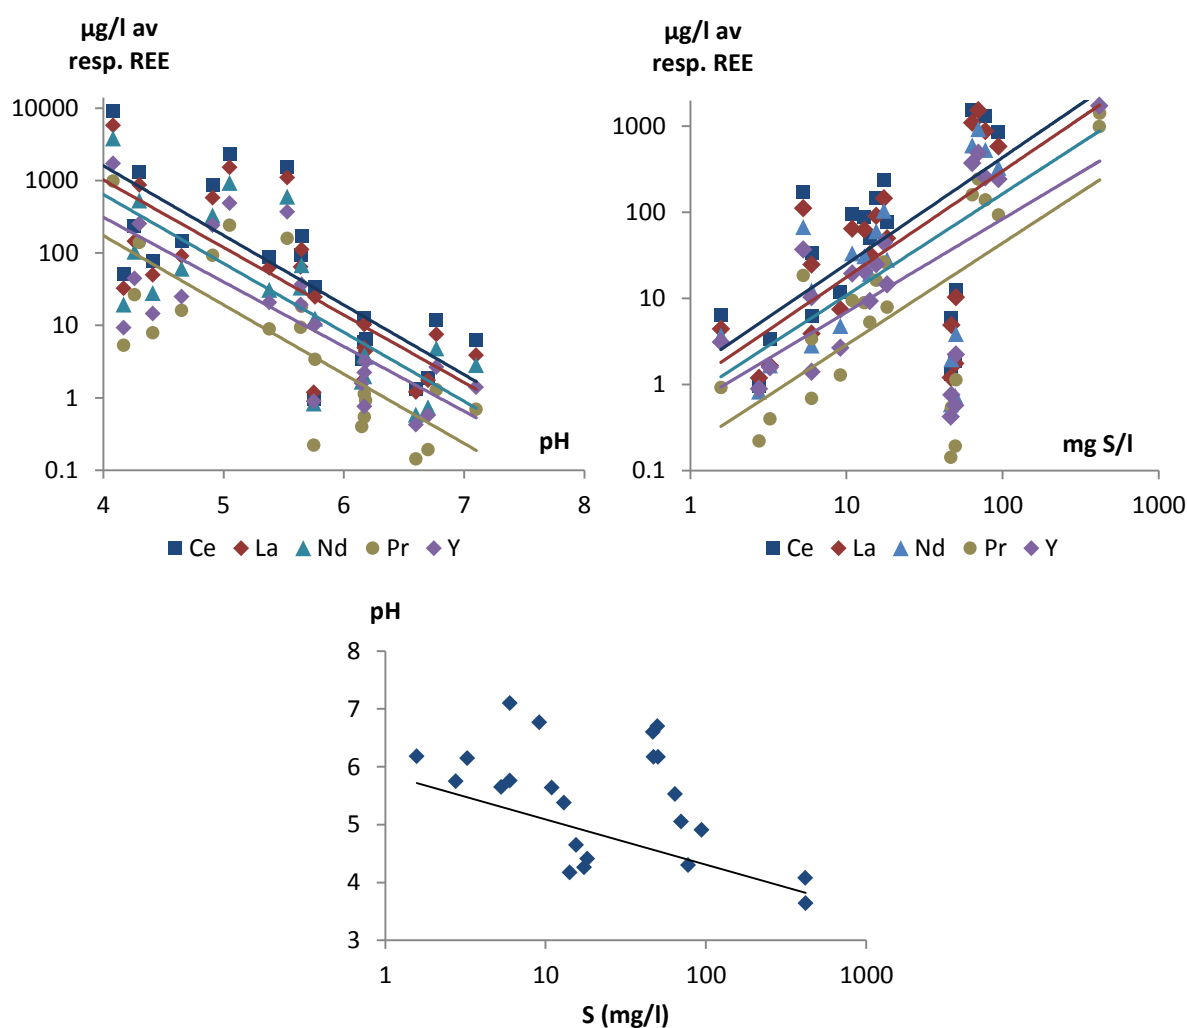 µg/l av
resp. REE
10000
1000
100
10
1
0.1
4 5 6 7 8
pH
Ce La Nd Pr Y
µg/l av
resp. REE
1000
100
10
1
0.1
1 10 100 1000
mg S/l
Ce La Nd Pr Y
pH
8
7
6
5
4
3
1 10 100 1000
S (mg/l)